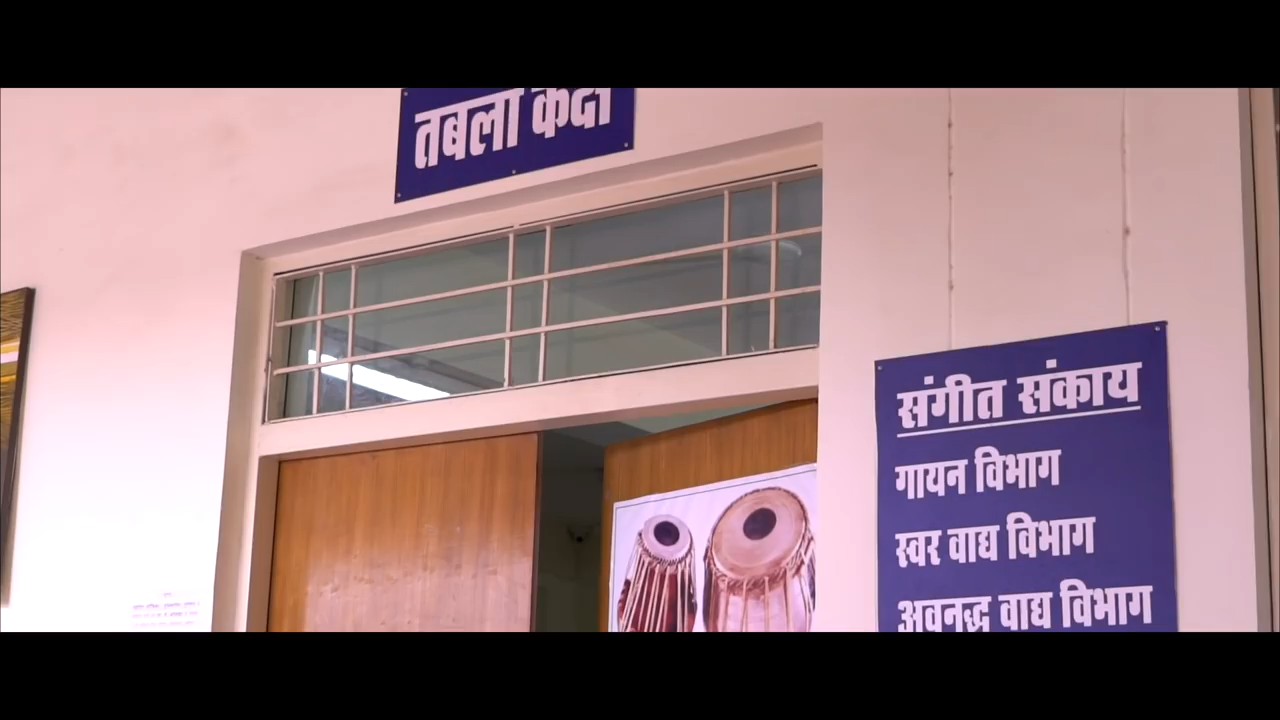 तबला कक्ष
संगीत संकाय
गायन विभाग
स्वर वाद्य विभाग
अवनद्ध वाद्य विभाग